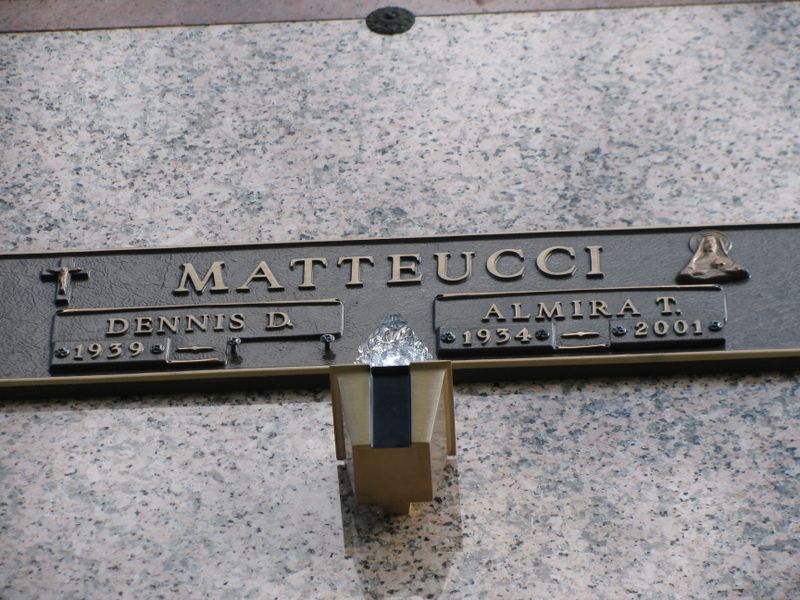 MATTEUCCI
DENNIS D.
1939
ALMIRA T.
1934 2001